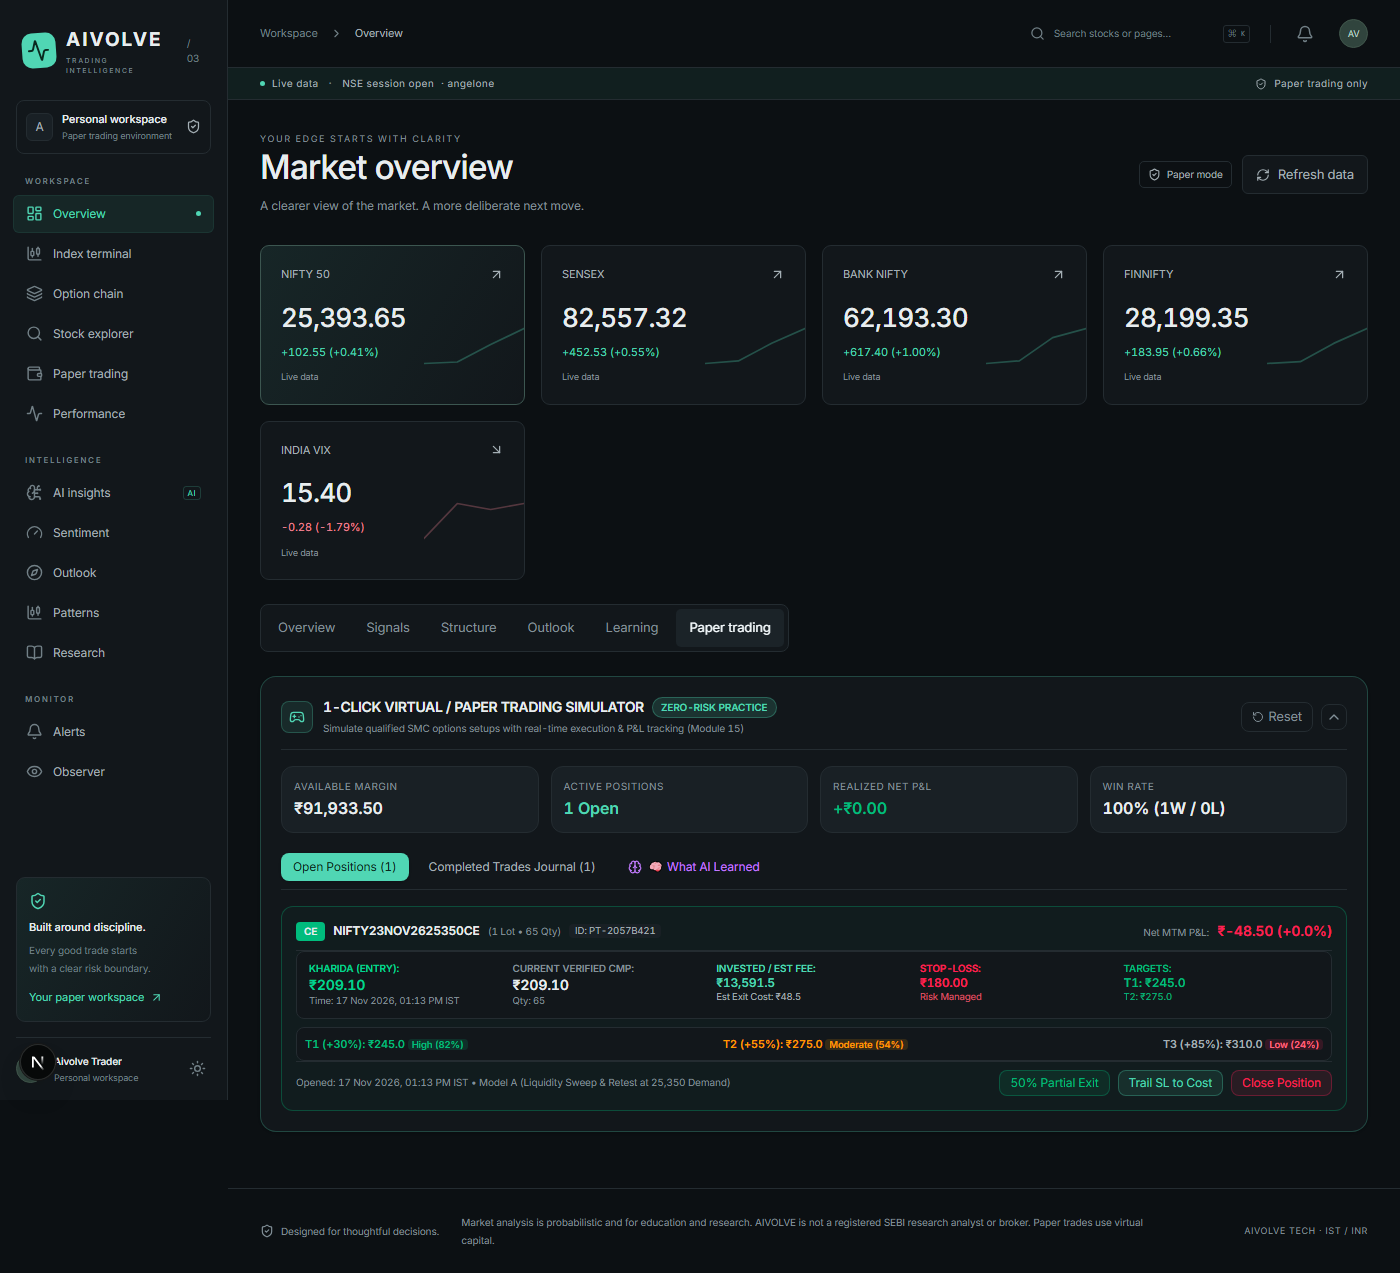 AIVOLVE
TRADING
INTELLIGENCE
/
03
A
Personal workspace
Paper trading environment
WORKSPACE
Overview
Index terminal
Option chain
Stock explorer
Paper trading
Performance
INTELLIGENCE
AI insights AI
Sentiment
Outlook
Patterns
Research
MONITOR
Alerts
Observer
Built around discipline.
Every good trade starts
with a clear risk boundary.
Your paper workspace
N
Aivolve Trader
Personal workspace
Workspace > Overview
Search stocks or pages... ⌘ K
AV
Live data · NSE session open · angelone
Paper trading only
YOUR EDGE STARTS WITH CLARITY
Market overview
A clearer view of the market. A more deliberate next move.
Paper mode
Refresh data
NIFTY 50
25,393.65
+102.55 (+0.41%)
Live data
SENSEX
82,557.32
+452.53 (+0.55%)
Live data
BANK NIFTY
62,193.30
+617.40 (+1.00%)
Live data
FINNIFTY
28,199.35
+183.95 (+0.66%)
Live data
INDIA VIX
15.40
-0.28 (-1.79%)
Live data
Overview Signals Structure Outlook Learning Paper trading
1-CLICK VIRTUAL / PAPER TRADING SIMULATOR ZERO-RISK PRACTICE
Simulate qualified SMC options setups with real-time execution & P&L tracking (Module 15)
Reset
AVAILABLE MARGIN
₹91,933.50
ACTIVE POSITIONS
1 Open
REALIZED NET P&L
+₹0.00
WIN RATE
100% (1W / 0L)
Open Positions (1) Completed Trades Journal (1) 🧠 What AI Learned
CE NIFTY23NOV2625350CE (1 Lot • 65 Qty) ID: PT-2057B421
Net MTM P&L: ₹-48.50 (+0.0%)
KHARIDA (ENTRY):
₹209.10
Time: 17 Nov 2026, 01:13 PM IST
CURRENT VERIFIED CMP:
₹209.10
Qty: 65
INVESTED / EST FEE:
₹13,591.5
Est Exit Cost: ₹48.5
STOP-LOSS:
₹180.00
Risk Managed
TARGETS:
T1: ₹245.0
T2: ₹275.0
T1 (+30%): ₹245.0 High (82%)
T2 (+55%): ₹275.0 Moderate (54%)
T3 (+85%): ₹310.0 Low (24%)
Opened: 17 Nov 2026, 01:13 PM IST • Model A (Liquidity Sweep & Retest at 25,350 Demand)
50% Partial Exit
Trail SL to Cost
Close Position
Designed for thoughtful decisions.
Market analysis is probabilistic and for education and research. AIVOLVE is not a registered SEBI research analyst or broker. Paper trades use virtual
capital.
AIVOLVE TECH · IST / INR